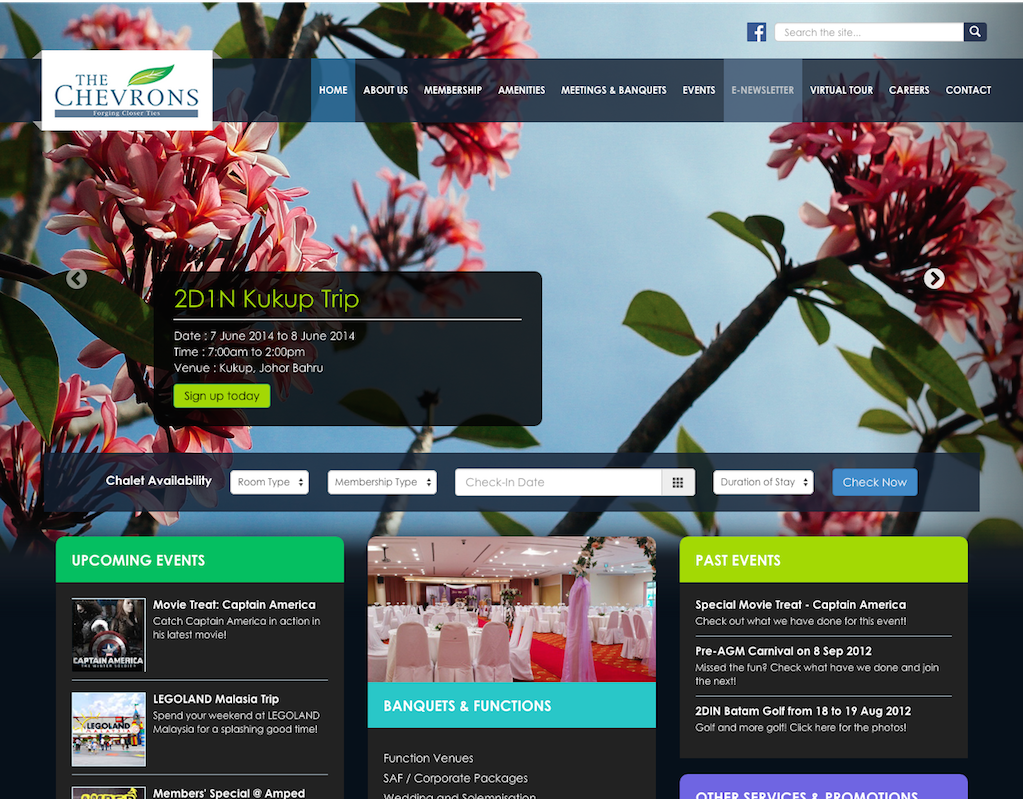 Search the site...
THE
CHEVRONS
Forging Closer Ties
HOME ABOUT US MEMBERSHIP AMENITIES MEETINGS & BANQUETS EVENTS E-NEWSLETTER VIRTUAL TOUR CAREERS CONTACT
2D1N Kukup Trip
Date : 7 June 2014 to 8 June 2014
Time : 7:00am to 2:00pm
Venue : Kukup, Johor Bahru
Sign up today
Chalet Availability Room Type Membership Type Check-In Date Duration of Stay Check Now
UPCOMING EVENTS
Movie Treat: Captain America
Catch Captain America in action in
his latest movie!
CAPTAIN AMERICA
THE WINTER SOLDIER
LEGOLAND Malasia Trip
Spend your weekend at LEGOLAND
Malaysia for a splashing good time!
LEGOLAND
MALAYSIA
Members' Special @ Amped
BANQUETS & FUNCTIONS
Function Venues
SAF / Corporate Packages
Wedding and Solemnisation
PAST EVENTS
Special Movie Treat - Captain America
Check out what we have done for this event!
Pre-AGM Carnival on 8 Sep 2012
Missed the fun? Check what have we done and join
the next!
2DIN Batam Golf from 18 to 19 Aug 2012
Golf and more golf! Click here for the photos!
OTHER SERVICES & PROMOTIONS